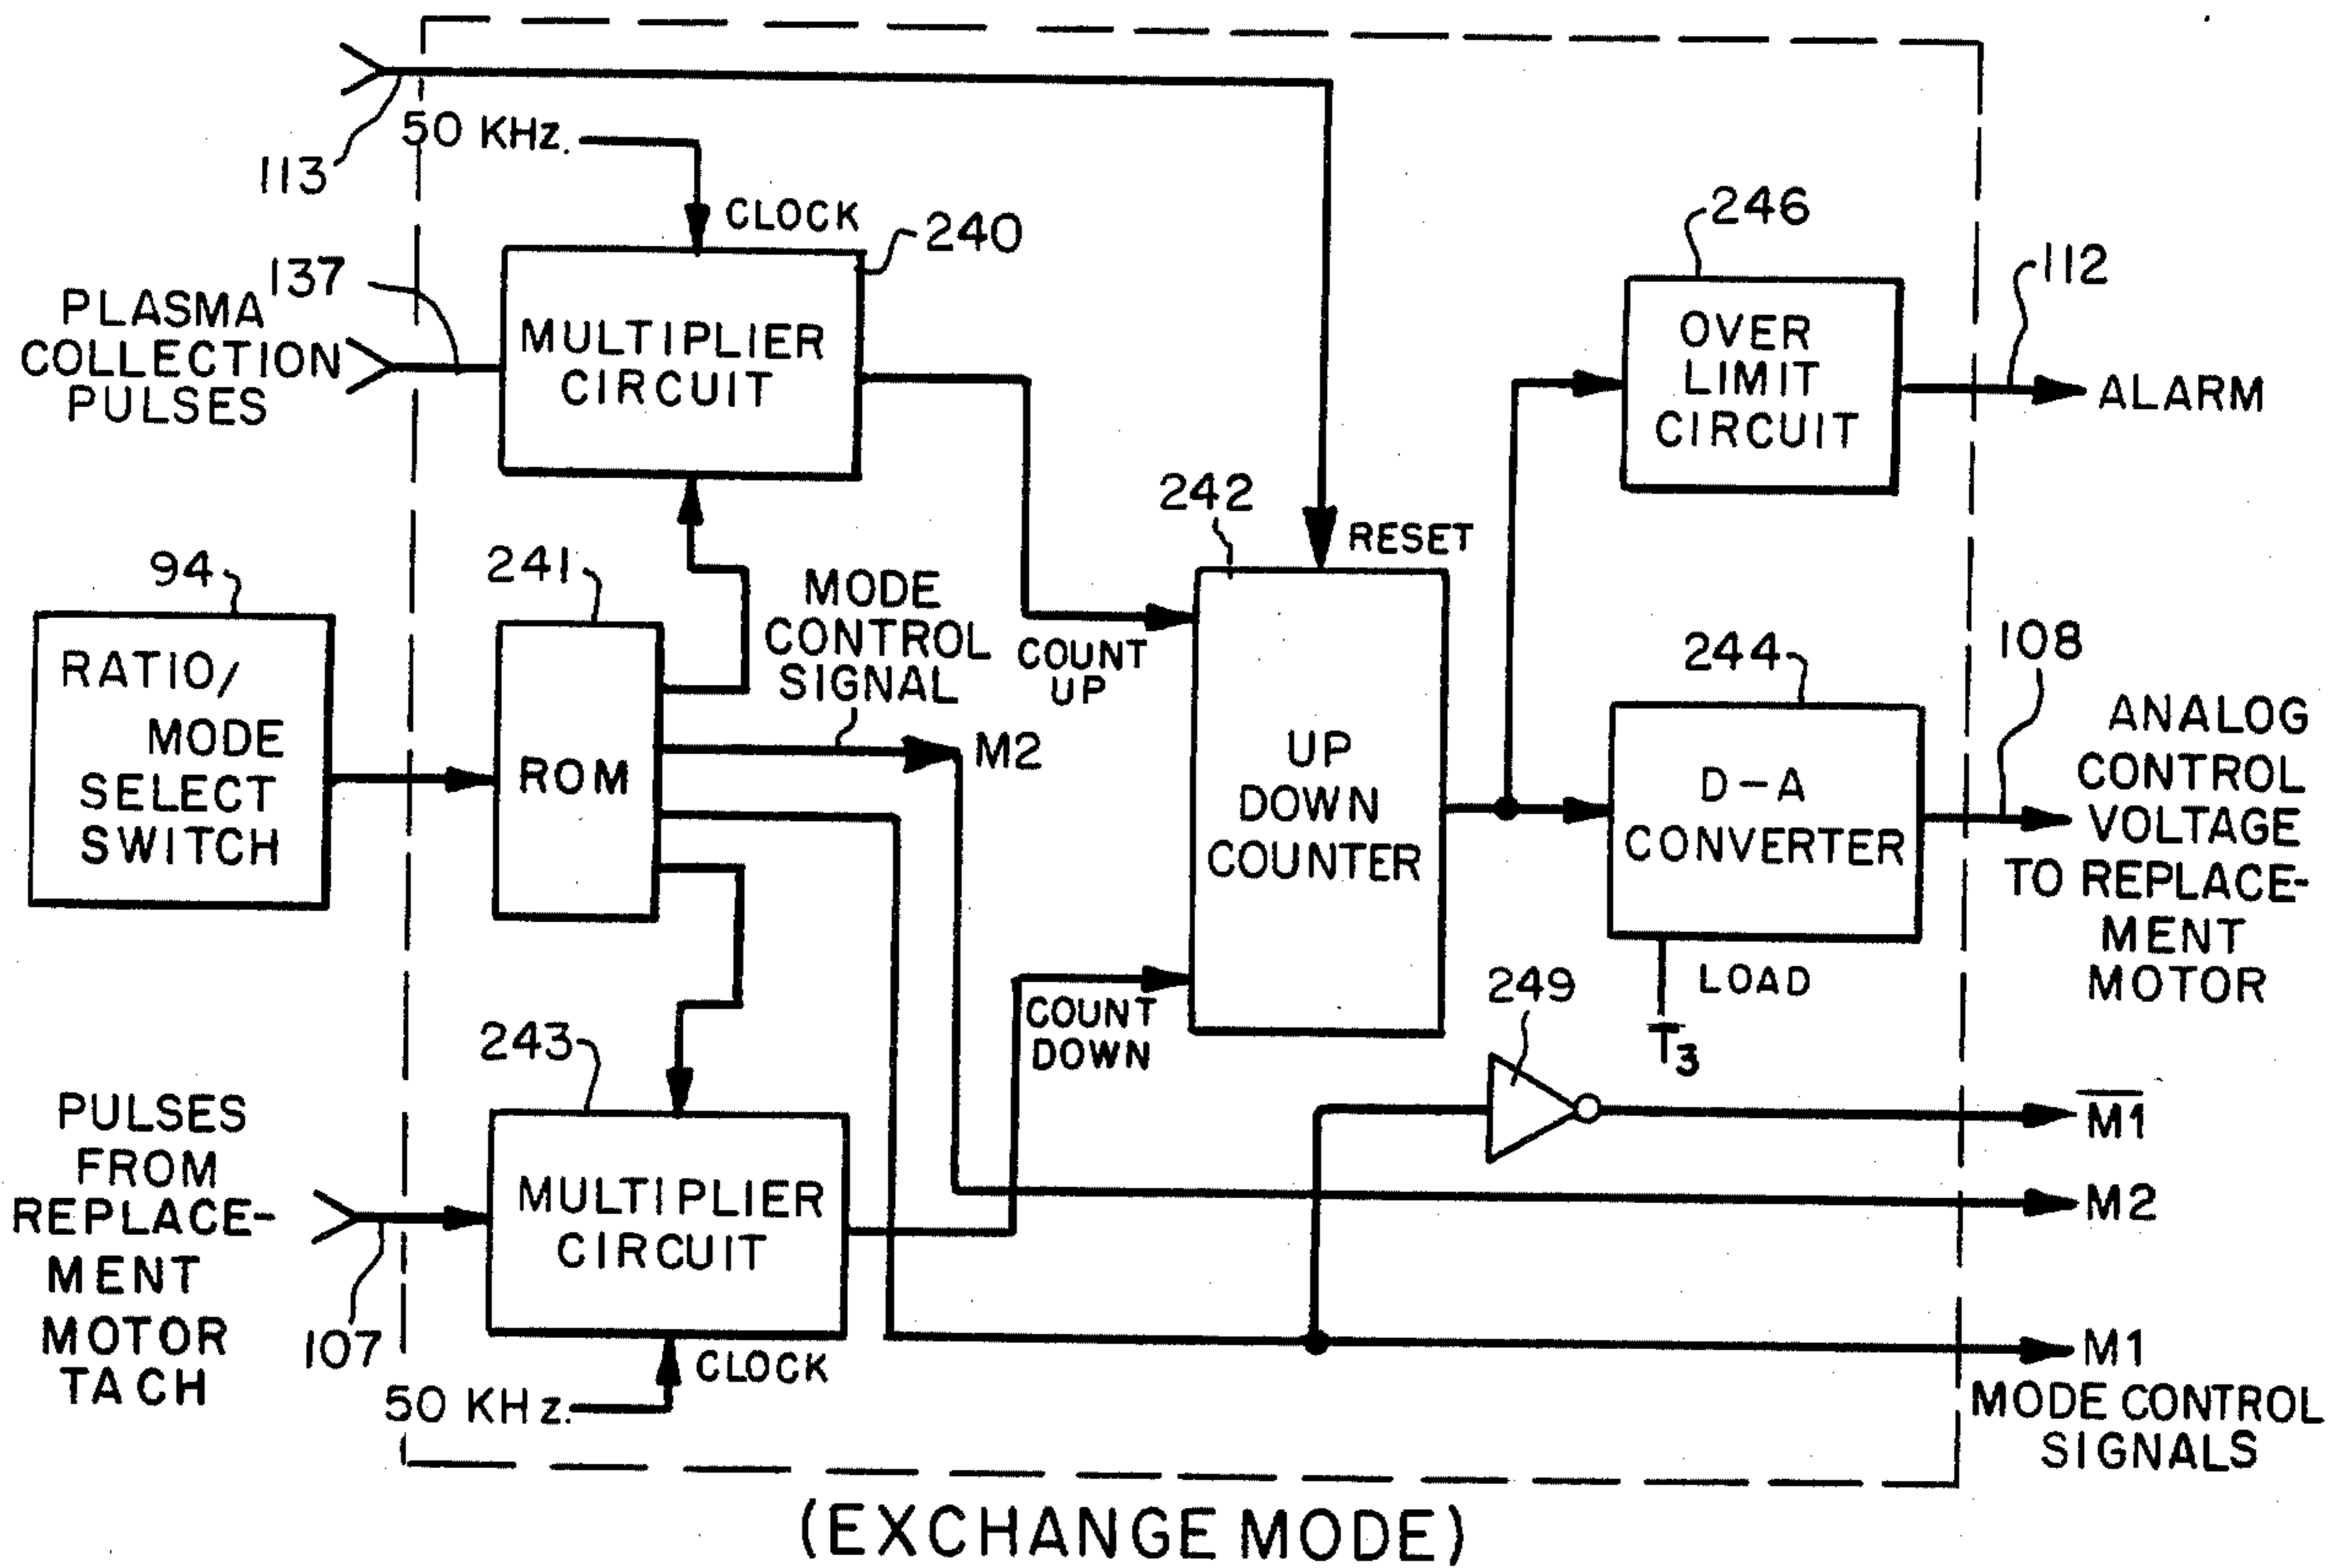 113
50 KHz.
CLOCK
240
246
112
137
PLASMA
COLLECTION
PULSES
MULTIPLIER
CIRCUIT
OVER
LIMIT
CIRCUIT
ALARM
242
RESET
94
241
MODE
CONTROL
SIGNAL
COUNT
UP
RATIO/
MODE
SELECT
SWITCH
ROM
M2
UP
DOWN
COUNTER
244
108
D-A
CONVERTER
LOAD
T3
ANALOG
CONTROL
VOLTAGE
TO REPLACE-
MENT
MOTOR
243
COUNT
DOWN
249
M̅1̅
PULSES
FROM
REPLACE-
MENT
MOTOR
TACH
107
MULTIPLIER
CIRCUIT
M2
CLOCK
50 KHz.
M1
MODE CONTROL
SIGNALS
(EXCHANGE MODE)